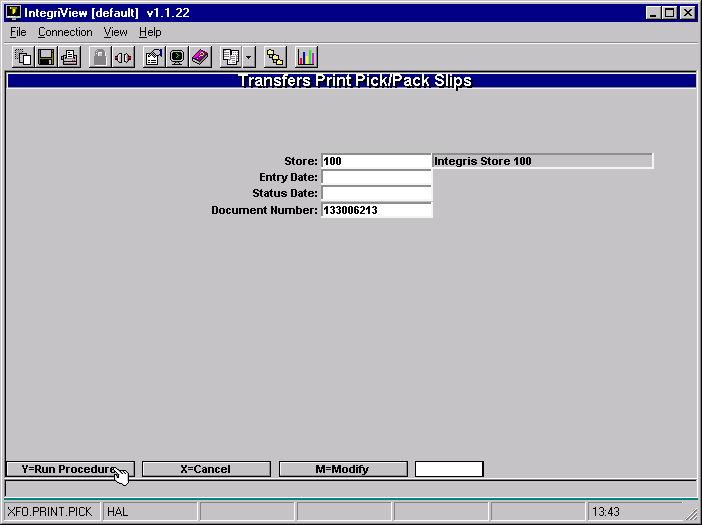 IntegriView [default] v1.1.22
File Connection View Help
Transfers Print Pick/Pack Slips
Store: 100 Integris Store 100
Entry Date:
Status Date:
Document Number: 133006213
Y=Run Procedure X=Cancel M=Modify
XFO.PRINT.PICK HAL 13:43